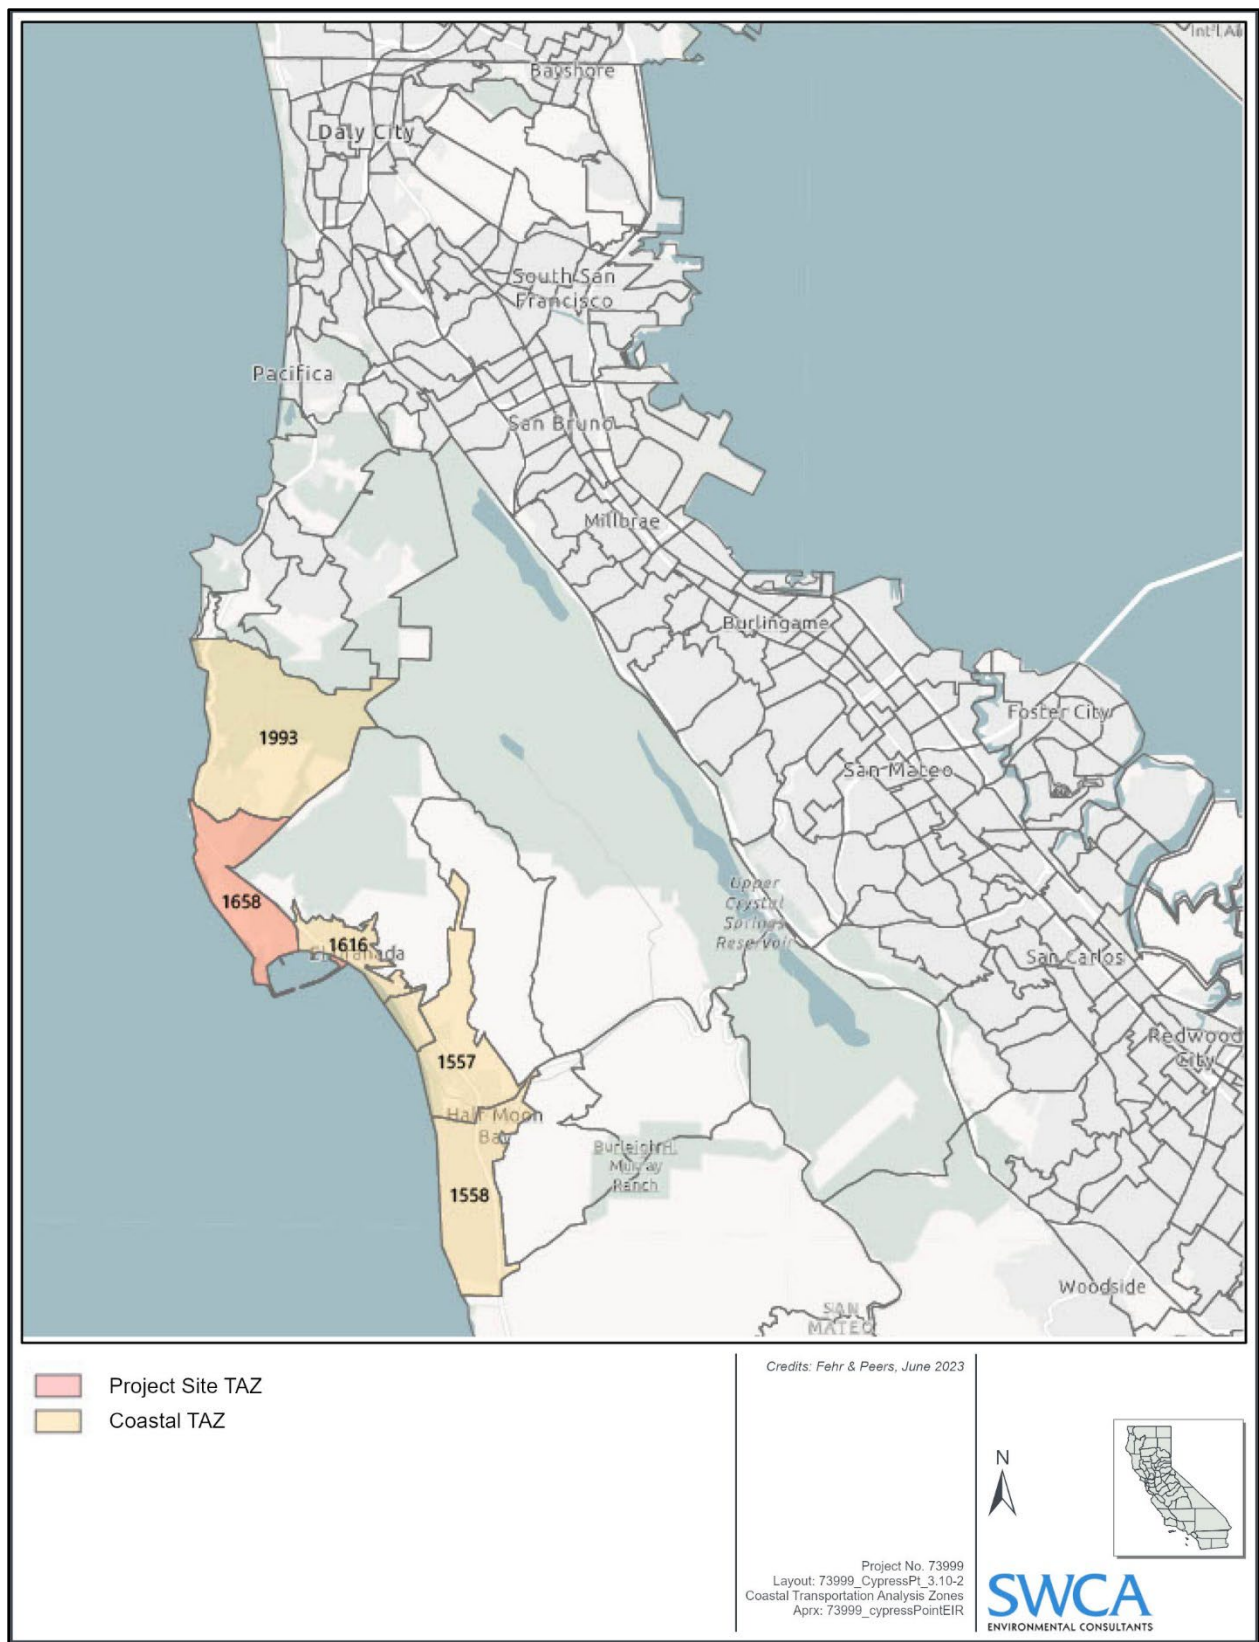 Int'l Ai
Bayshore
Daly City
South San
Francisco
Pacifica
San Bruno
Millbrae
Burlingame
Foster City
1993
San Mateo
Upper
Crystal
Springs
Reservoir
1658
1616
El Granada
San Carlos
Redwood
City
1557
Half Moon
Bay
Burleigh H.
Murray
Ranch
1558
Woodside
SAN
MATEO
Project Site TAZ
Coastal TAZ
Credits: Fehr & Peers, June 2023
N
Project No. 73999
Layout: 73999_CypressPt_3.10-2
Coastal Transportation Analysis Zones
Aprx: 73999_cypressPointEIR
SWCA
ENVIRONMENTAL CONSULTANTS